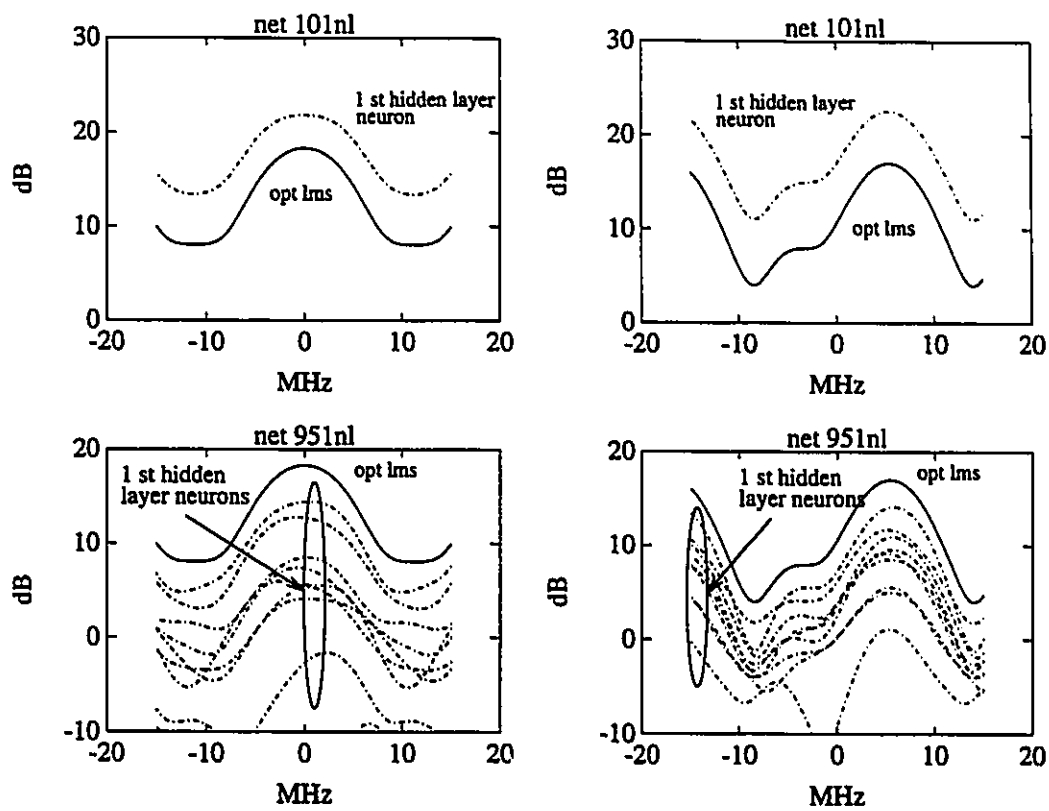 net 101nl
30
20
10
0
dB
1 st hidden layer
neuron
opt lms
-20
-10
0
10
20
MHz
net 101nl
30
20
10
0
dB
1 st hidden layer
neuron
opt lms
-20
-10
0
10
20
MHz
net 951nl
20
10
0
-10
dB
1 st hidden
layer neurons
opt lms
-20
-10
0
10
20
MHz
net 951nl
20
10
0
-10
dB
1 st hidden
layer neurons
opt lms
-20
-10
0
10
20
MHz